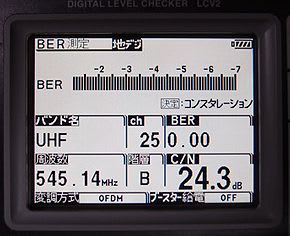 DIGITAL LEVEL CHECKER LCV2
BER測定 地デジ
-2 -3 -4 -5 -6 -7
BER
決定:コンスタレーション
バンド名 ch BER
UHF 25 0.00
周波数 階層 C/N
545.14MHz B 24.3dB
変調方式 OFDM ブースター給電 OFF